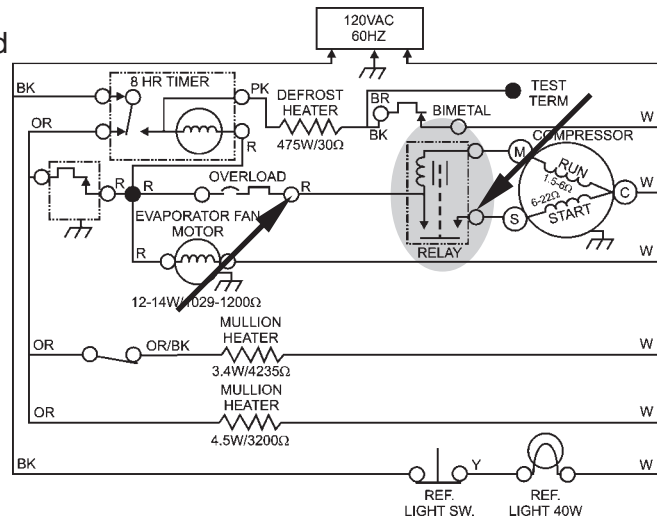 d
120VAC
60HZ
8 HR TIMER
BK
PK
DEFROST
HEATER
475W/30Ω
BR
BK
BIMETAL
TEST
TERM
W
OR
COMPRESSOR
M
RUN
1.5-6Ω
6-22Ω
START
S
C
W
R
R
R
R
OVERLOAD
R
RELAY
EVAPORATOR FAN
MOTOR
R
W
12-14W/1029-1200Ω
MULLION
HEATER
OR
OR/BK
3.4W/4235Ω
W
MULLION
HEATER
OR
4.5W/3200Ω
W
BK
Y
W
REF.
LIGHT SW.
REF.
LIGHT 40W